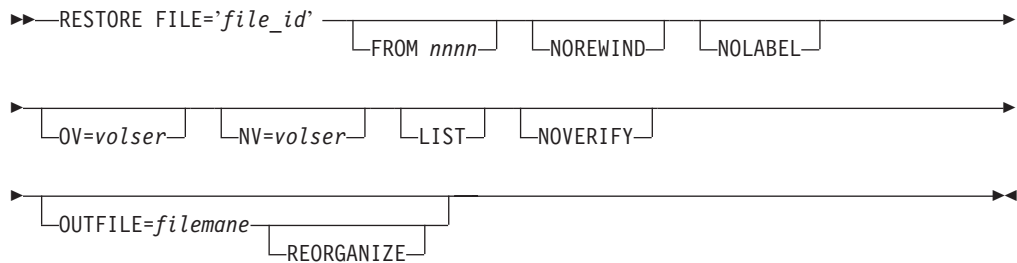 RESTORE FILE='file_id'
FROM nnnn NOREWIND NOLABEL
OV=volser NV=volser LIST NOVERIFY
OUTFILE=filemane
REORGANIZE